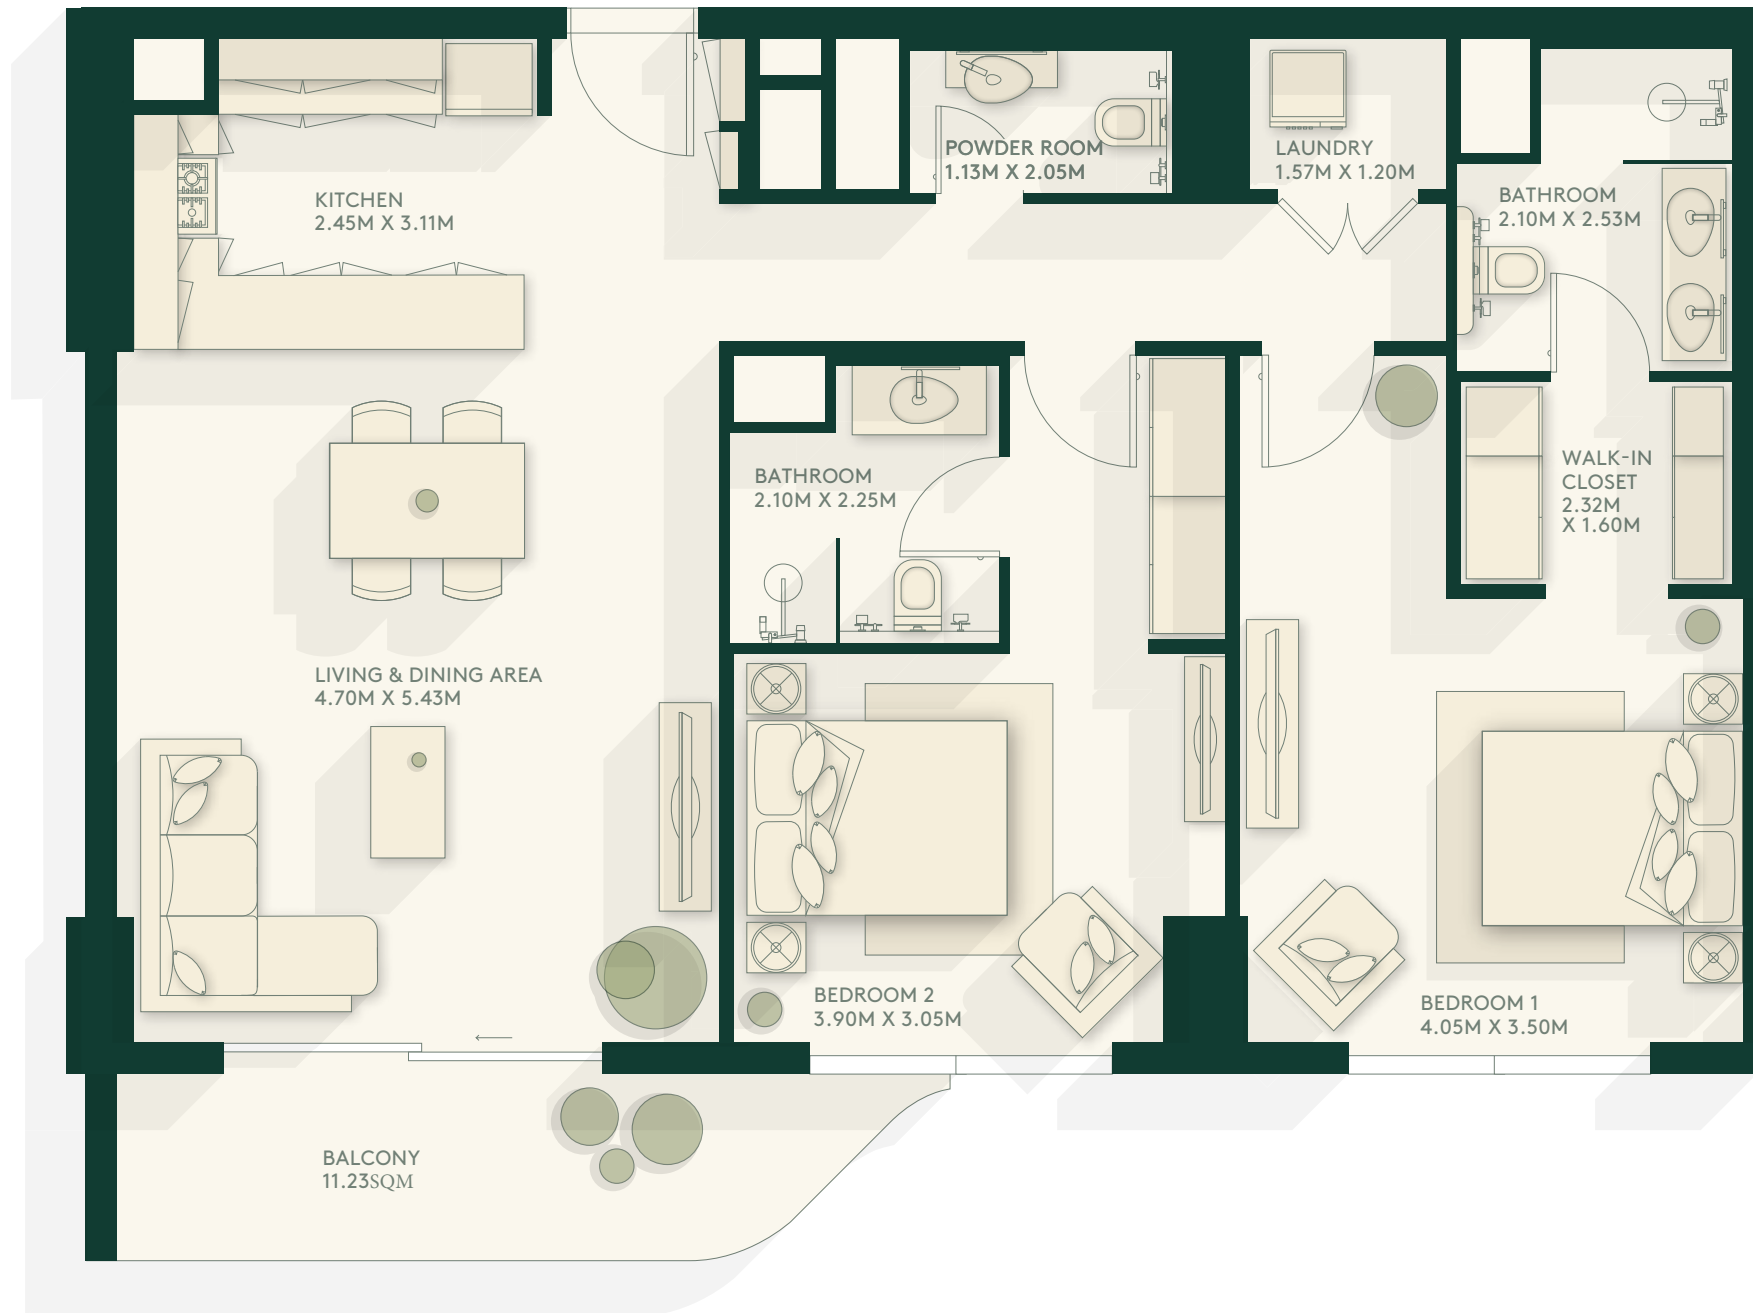 POWDER ROOM
1.13M X 2.05M
LAUNDRY
1.57M X 1.20M
KITCHEN
2.45M X 3.11M
BATHROOM
2.10M X 2.53M
BATHROOM
2.10M X 2.25M
WALK-IN
CLOSET
2.32M
X 1.60M
LIVING & DINING AREA
4.70M X 5.43M
BEDROOM 2
3.90M X 3.05M
BEDROOM 1
4.05M X 3.50M
BALCONY
11.23SQM